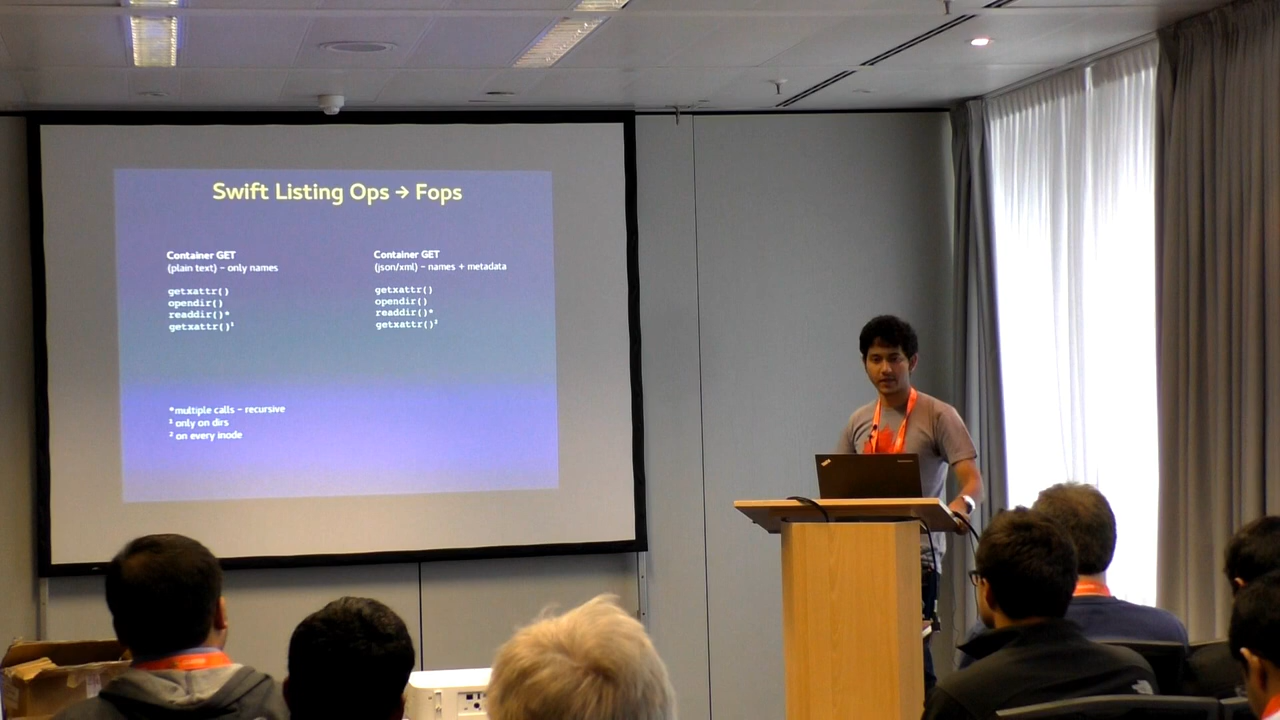 Swift Listing Ops → Fops
Container GET
(plain text) – only names
getxattr()
opendir()
readdir()*
getxattr()¹
Container GET
(json/xml) – names + metadata
getxattr()
opendir()
readdir()*
getxattr()²
*multiple calls – recursive
¹ only on dirs
² on every inode